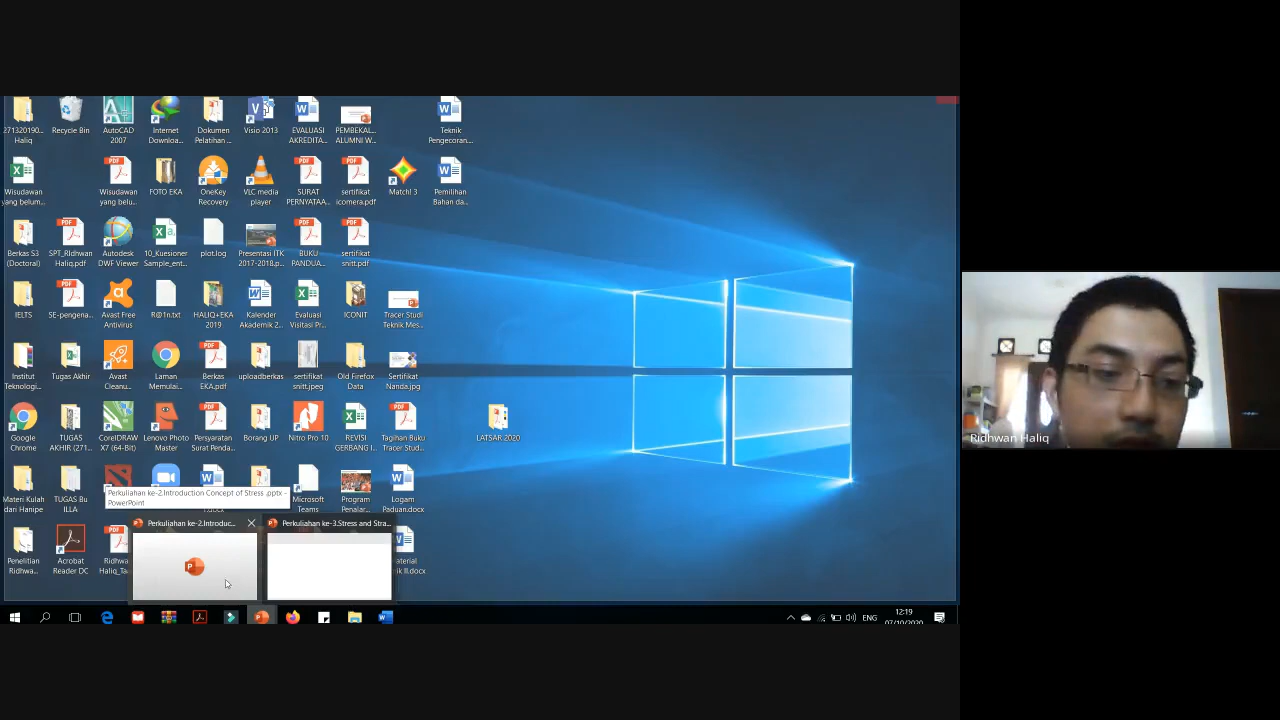 271320190...
Haliq
Recycle Bin
AutoCAD
2007
Internet
Downloa...
Dokumen
Pelatihan ...
Visio 2013
EVALUASI
AKREDITA...
PEMBEKAL...
ALUMNI W...
Teknik
Pengecoran....
Wisudawan
yang belum...
Wisudawan
yang belu...
FOTO EKA
OneKey
Recovery
VLC media
player
SURAT
PERNYATAA...
sertifikat
icomera.pdf
Match! 3
Pemilihan
Bahan da...
Berkas S3
(Doctoral)
SPT_RIdhwan
Haliq.pdf
Autodesk
DWF Viewer
10_Kuesioner
Sample_ent...
plot.log
Presentasi ITK
2017-2018.p...
BUKU
PANDUA...
sertifikat
snitt.pdf
IELTS
SE-pengena...
Avast Free
Antivirus
R@1n.txt
HALIQ+EKA
2019
Kalender
Akademik 2...
Evaluasi
Visitasi Pr...
ICONIT
Tracer Studi
Teknik Mes...
Institut
Teknologi...
Tugas Akhir
Avast
Cleanu...
Laman
Memulai...
Berkas
EKA.pdf
uploadberkas
sertifikat
snitt.jpeg
Old Firefox
Data
Sertifikat
Nanda.jpg
Google
Chrome
TUGAS
AKHIR (271...
CorelDRAW
X7 (64-Bit)
Lenovo Photo
Master
Persyaratan
Surat Penda...
Borang UP
Nitro Pro 10
REVISI
GERBANG I...
Tagihan Buku
Tracer Stud...
LATSAR 2020
Materi Kulah
dari Hanipe
TUGAS Bu
ILLA
Microsoft
Teams
Program
Penalar...
Logam
Paduan.docx
Perkuliahan ke-2.Introduction Concept of Stress .pptx -
PowerPoint
Perkuliahan ke-2.Introduc...
Perkuliahan ke-3.Stress and Stra...
Penelitian
Ridhwa...
Acrobat
Reader DC
Ridhwa
Haliq_Ta
ENG
12:19
07/10/2020
Ridhwan Haliq